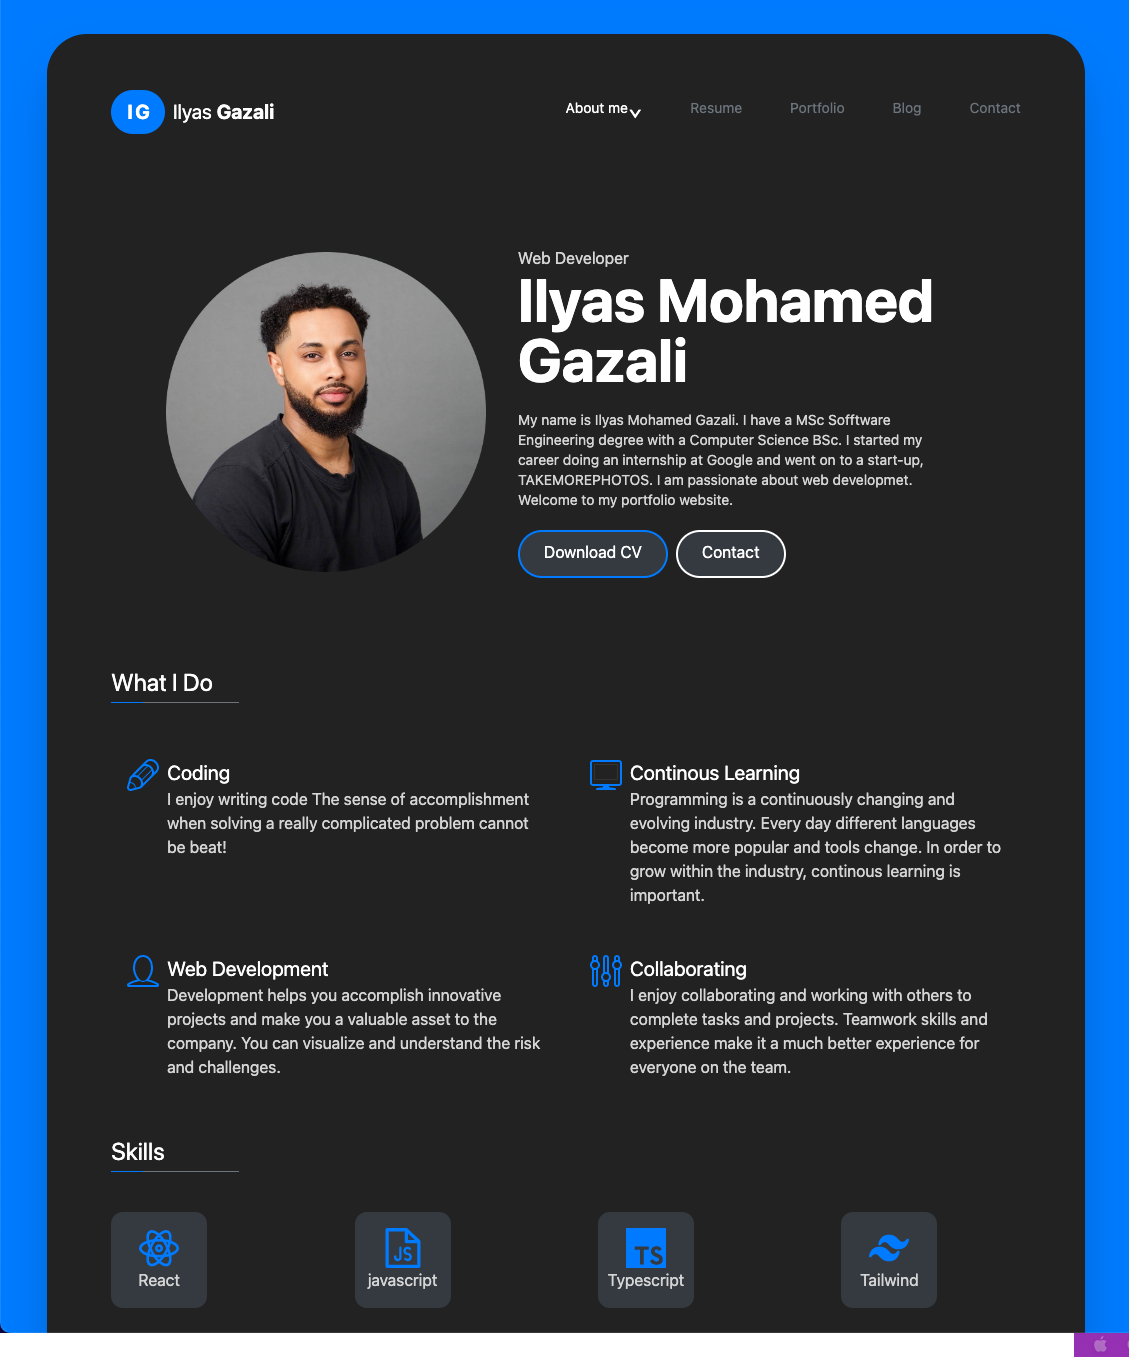 IG Ilyas Gazali
About me Resume Portfolio Blog Contact
Web Developer
Ilyas Mohamed
Gazali
My name is Ilyas Mohamed Gazali. I have a MSc Sofftware
Engineering degree with a Computer Science BSc. I started my
career doing an internship at Google and went on to a start-up,
TAKEMOREPHOTOS. I am passionate about web developmet.
Welcome to my portfolio website.
Download CV Contact
What I Do
Coding
I enjoy writing code The sense of accomplishment
when solving a really complicated problem cannot
be beat!
Continous Learning
Programming is a continuously changing and
evolving industry. Every day different languages
become more popular and tools change. In order to
grow within the industry, continous learning is
important.
Web Development
Development helps you accomplish innovative
projects and make you a valuable asset to the
company. You can visualize and understand the risk
and challenges.
Collaborating
I enjoy collaborating and working with others to
complete tasks and projects. Teamwork skills and
experience make it a much better experience for
everyone on the team.
Skills
React
JS
javascript
TS
Typescript
Tailwind